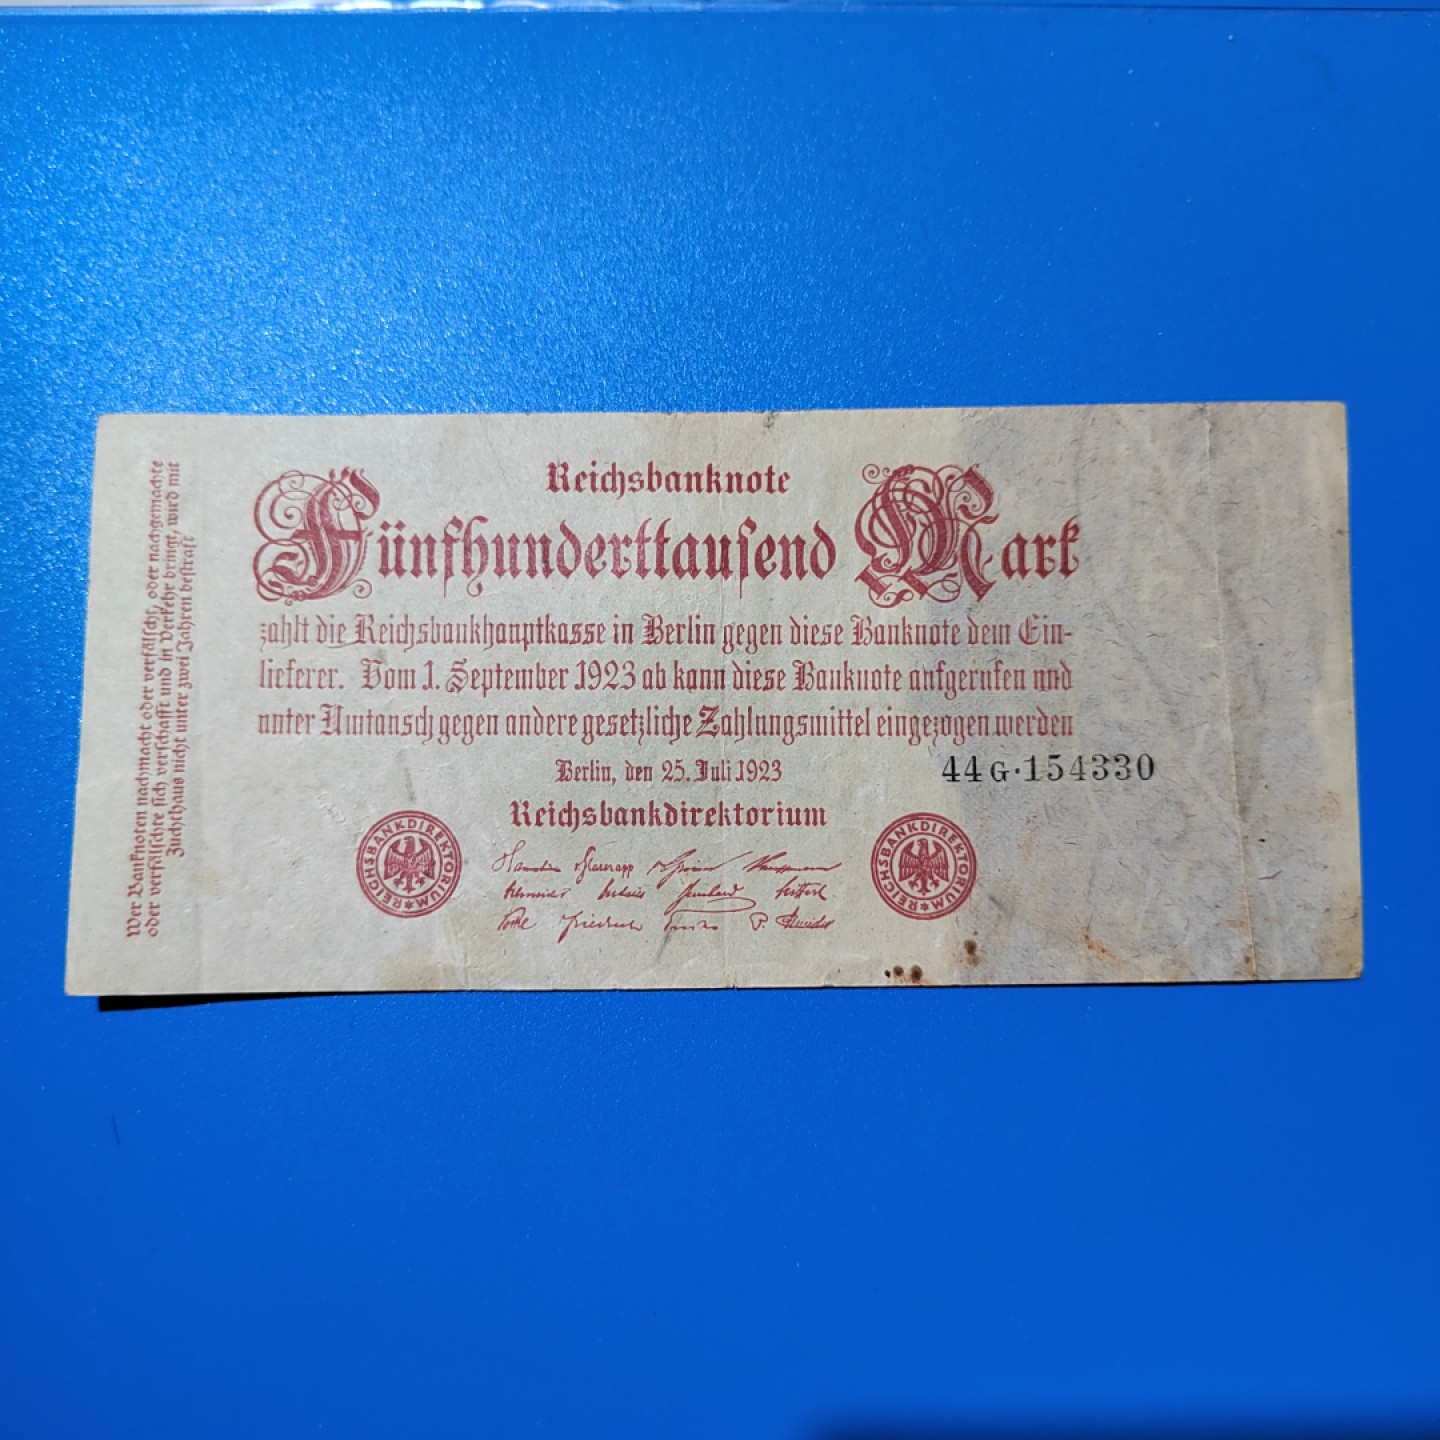 Reichsbanknote
Fünfhunderttausend Mark
zahlt die Reichsbankhauptkasse in Berlin gegen diese Banknote dem Ein-
lieferer. Vom 1. September 1923 ab kann diese Banknote aufgerufen und
unter Umtausch gegen andere gesetzliche Zahlungsmittel eingezogen werden
Berlin, den 25. Juli 1923
44G·154330
Reichsbankdirektorium
REICHSBANKDIREKTORIUM
REICHSBANKDIREKTORIUM
Wer Banknoten nachmacht oder verfälscht, oder nachgemachte
oder verfälschte sich verschafft und in Verkehr bringt, wird mit
Zuchthaus nicht unter zwei Jahren bestraft